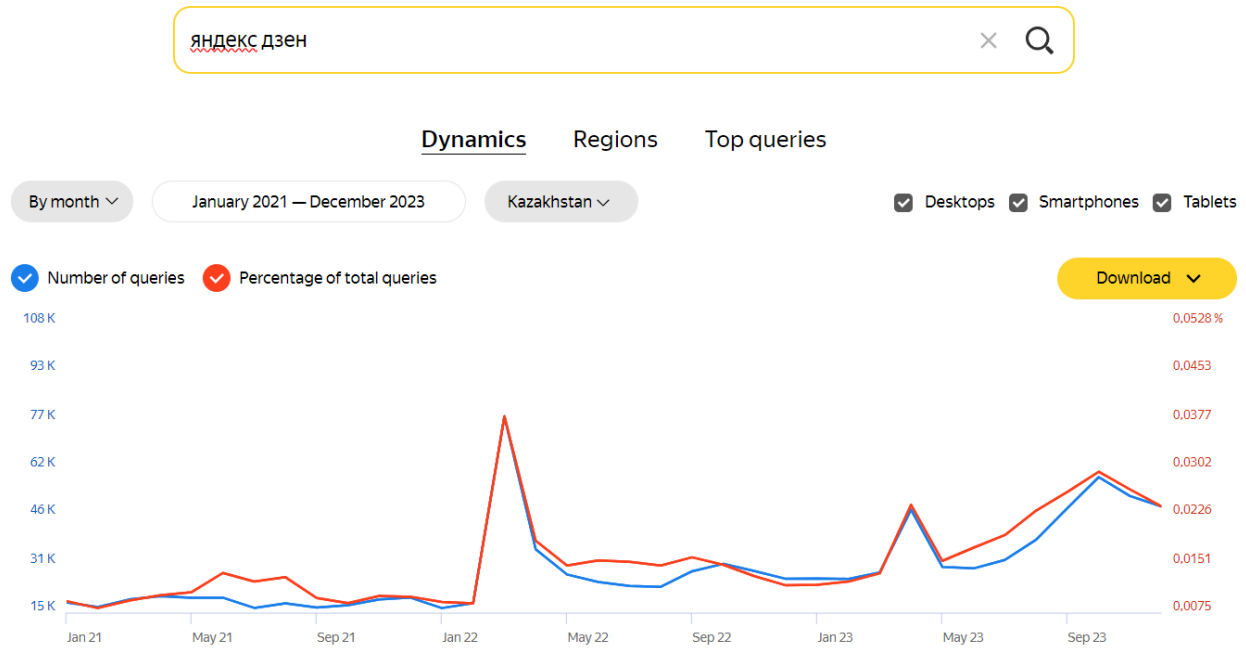 яндекс дзен
Dynamics Regions Top queries
By month January 2021 — December 2023 Kazakhstan Desktops Smartphones Tablets
Number of queries Percentage of total queries Download
108 K 0.0528 %
93 K 0.0453
77 K 0.0377
62 K 0.0302
46 K 0.0226
31 K 0.0151
15 K 0.0075
Jan 21 May 21 Sep 21 Jan 22 May 22 Sep 22 Jan 23 May 23 Sep 23